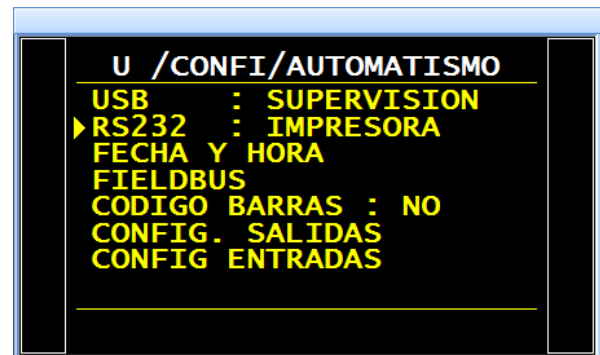 U /CONFI/AUTOMATISMO
USB : SUPERVISION
RS232 : IMPRESORA
FECHA Y HORA
FIELDBUS
CODIGO BARRAS : NO
CONFIG. SALIDAS
CONFIG ENTRADAS